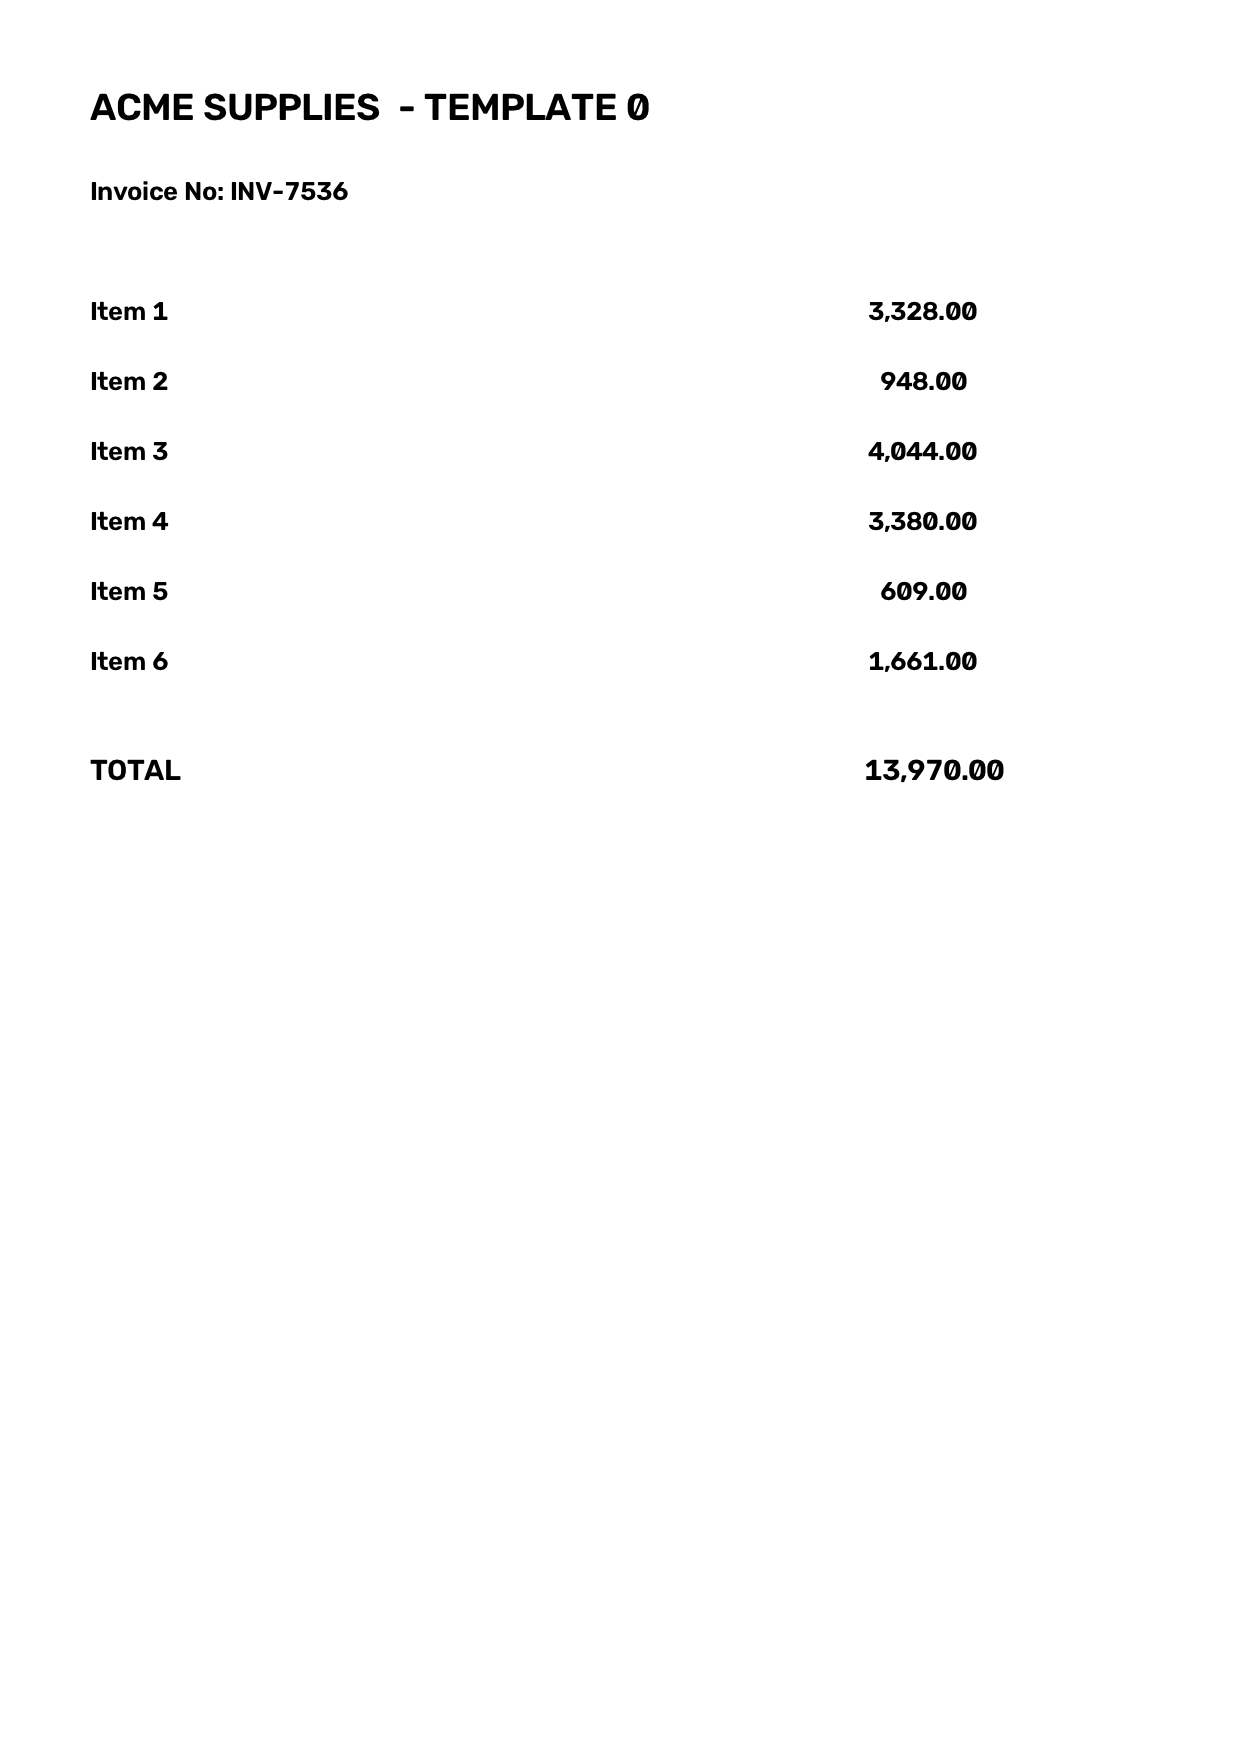 ACME SUPPLIES - TEMPLATE 0
Invoice No: INV-7536
Item 1 3,328.00
Item 2 948.00
Item 3 4,044.00
Item 4 3,380.00
Item 5 609.00
Item 6 1,661.00
TOTAL 13,970.00